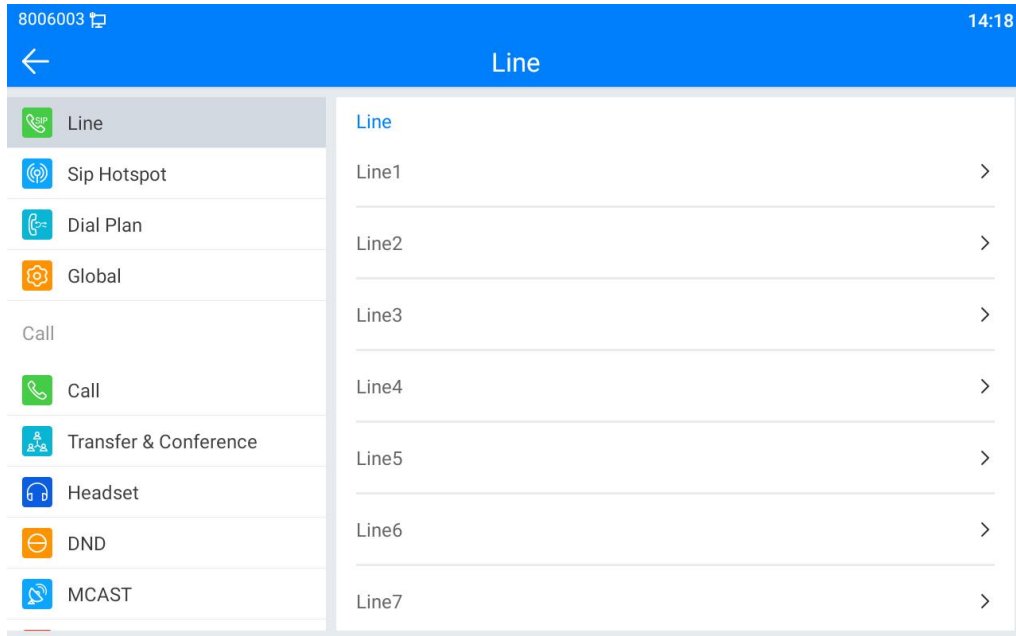 8006003
14:18
Line
Line
Sip Hotspot
Dial Plan
Global
Call
Call
Transfer & Conference
Headset
DND
MCAST
Line
Line1
Line2
Line3
Line4
Line5
Line6
Line7